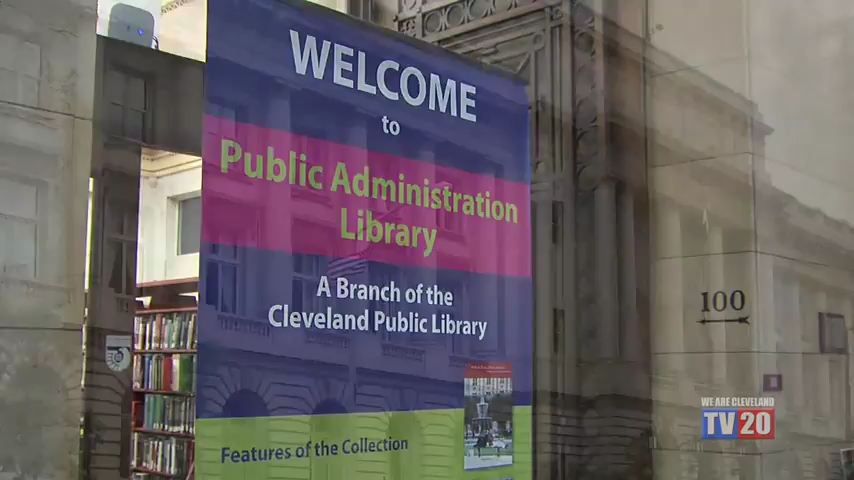 WELCOME
to
Public Administration
Library
A Branch of the
Cleveland Public Library
Features of the Collection
100
WE ARE CLEVELAND
TV20